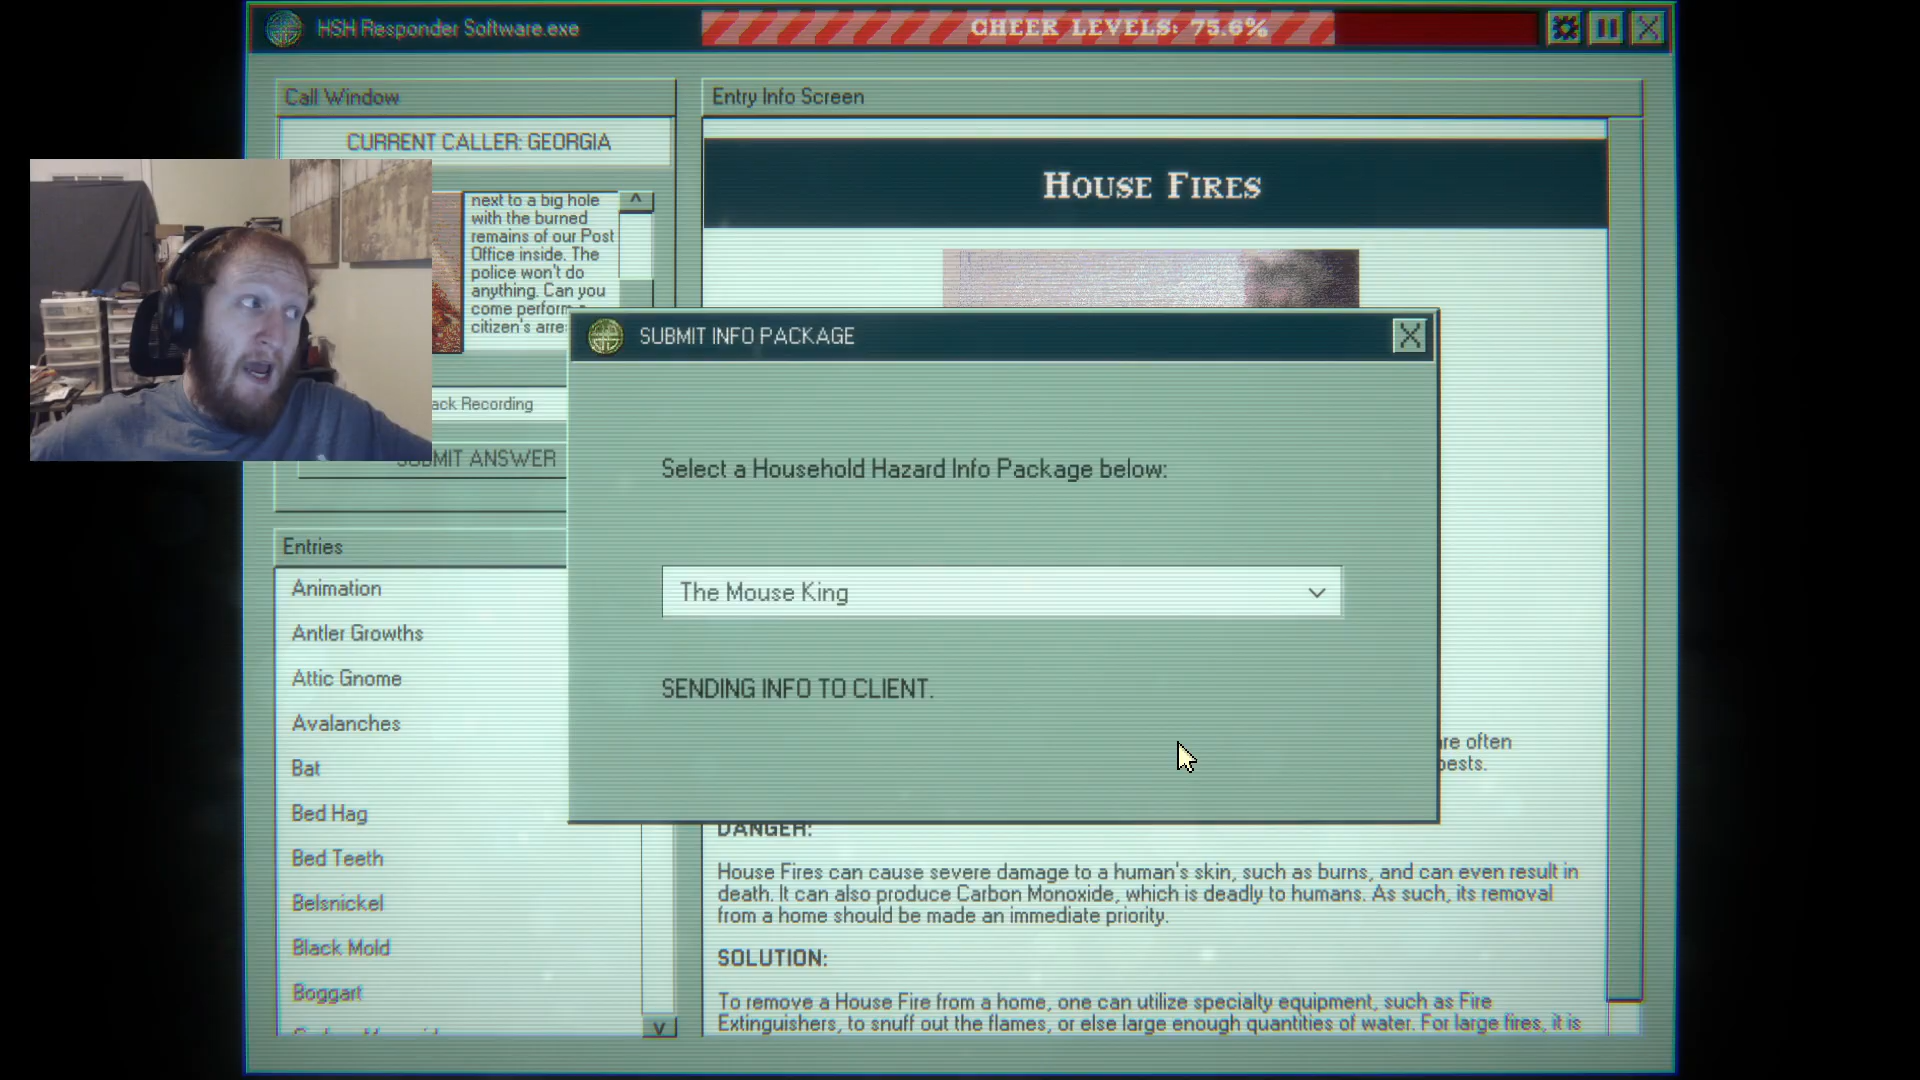 HSH Responder Software.exe
CHEER LEVELS: 75.6%
Call Window
CURRENT CALLER: GEORGIA
next to a big hole
with the burned
remains of our Post
Office inside. The
police won't do
anything. Can you
come perform
citizen's
Recording
SUBMIT ANSWER
Entries
Animation
Antler Growths
Attic Gnome
Avalanches
Bat
Bed Hag
Bed Teeth
Belsnickel
Black Mold
Boggart
Entry Info Screen
HOUSE FIRES
SUBMIT INFO PACKAGE
Select a Household Hazard Info Package below:
The Mouse King
SENDING INFO TO CLIENT.
often
DANGER:
House Fires can cause severe damage to a human's skin, such as burns, and can even result in
death. It can also produce Carbon Monoxide, which is deadly to humans. As such, its removal
from a home should be made an immediate priority.
SOLUTION:
To remove a House Fire from a home, one can utilize specialty equipment, such as Fire
Extinguishers, to snuff out the flames, or else large enough quantities of water. For large fires, it is